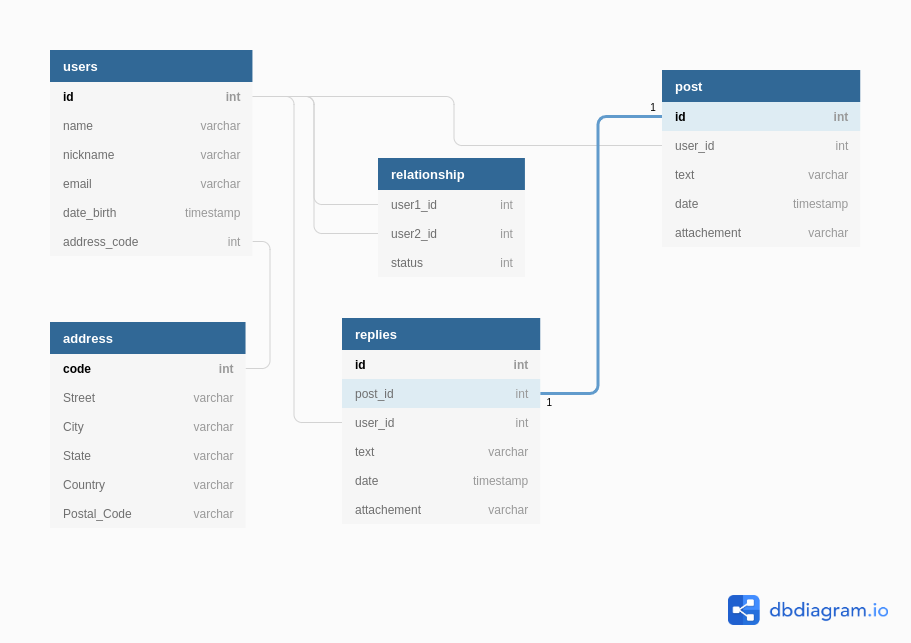 users
id int
name varchar
nickname varchar
email varchar
date_birth timestamp
address_code int
post
id int
user_id int
text varchar
date timestamp
attachement varchar
1
relationship
user1_id int
user2_id int
status int
address
code int
Street varchar
City varchar
State varchar
Country varchar
Postal_Code varchar
replies
id int
post_id int
user_id int
text varchar
date timestamp
attachement varchar
1
dbdiagram.io